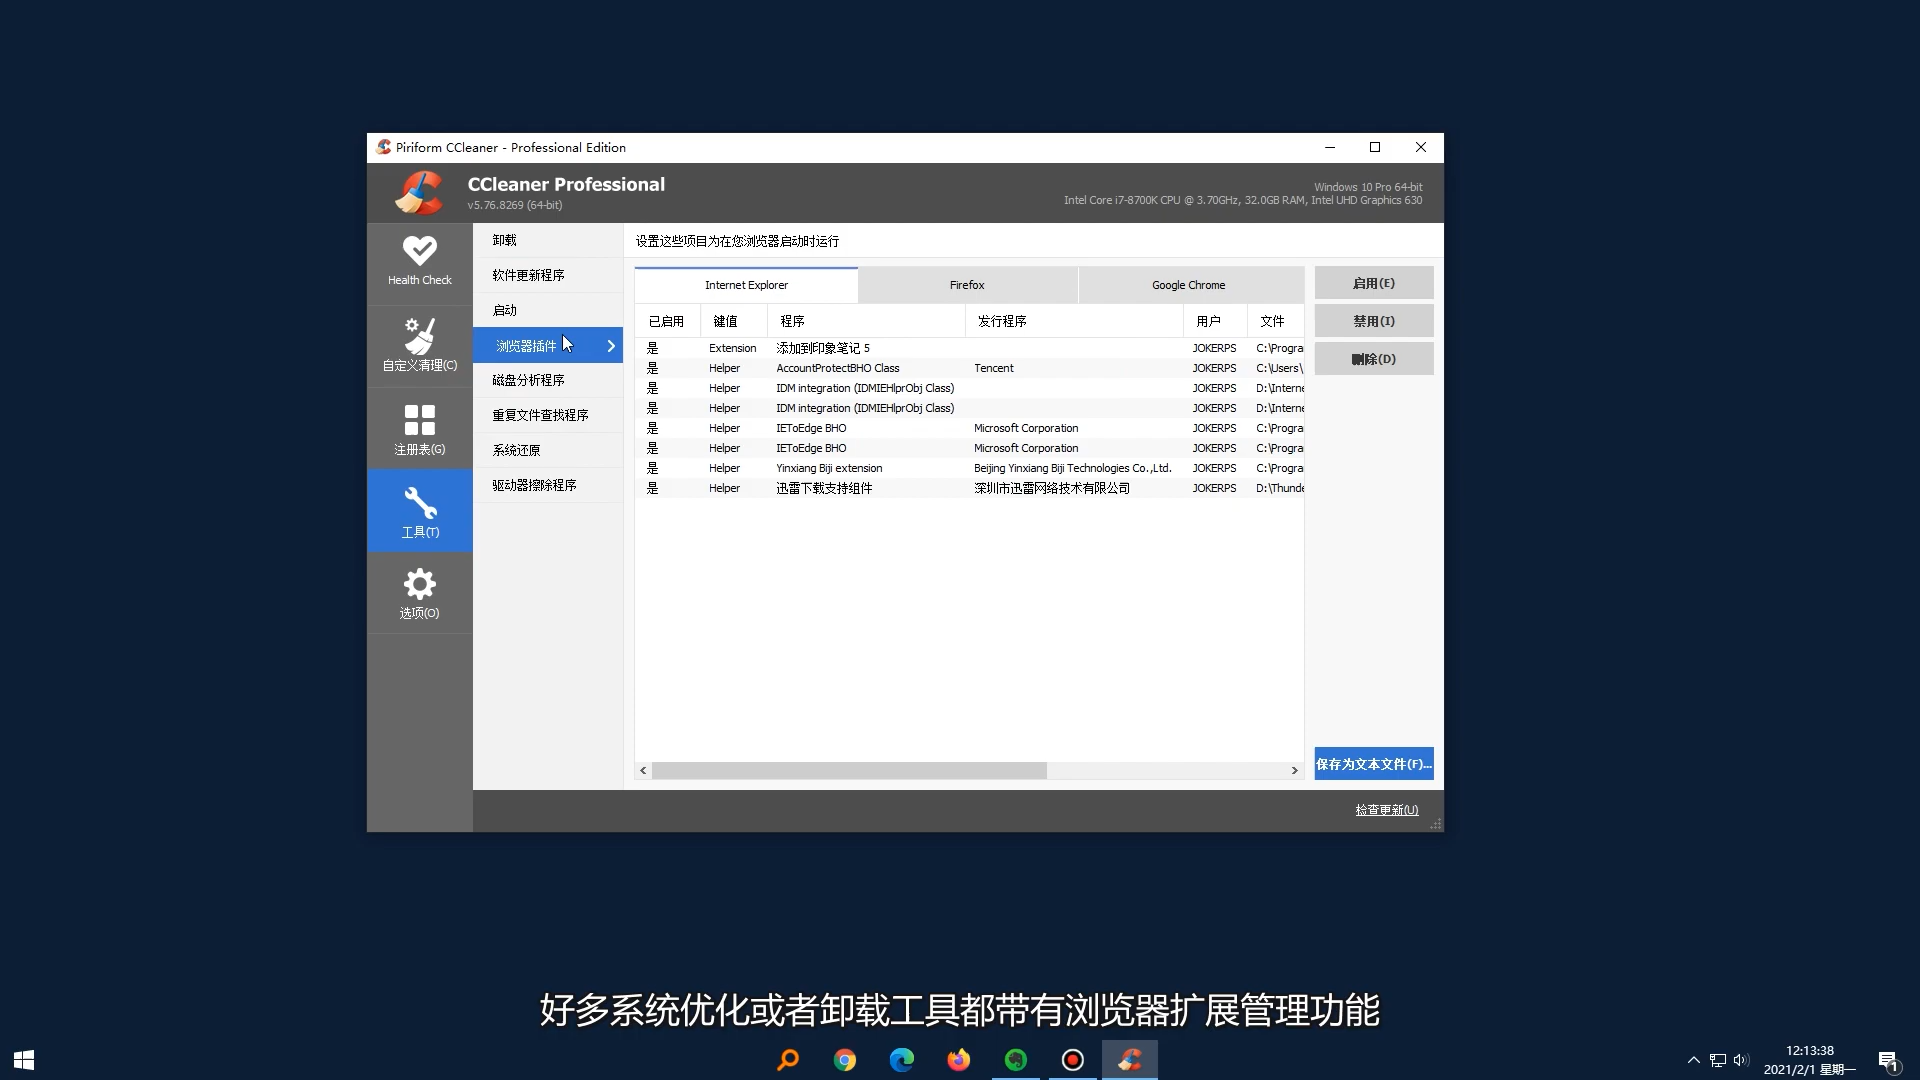 Piriform CCleaner - Professional Edition
CCleaner Professional
v5.76.8269 (64-bit)
Windows 10 Pro 64-bit
Intel Core i7-8700K CPU @ 3.70GHz, 32.0GB RAM, Intel UHD Graphics 630
Health Check
自定义清理(C)
注册表(G)
工具(T)
选项(O)
卸载
软件更新程序
启动
浏览器插件
磁盘分析程序
重复文件查找程序
系统还原
驱动器擦除程序
设置这些项目为在您浏览器启动时运行
Internet Explorer Firefox Google Chrome
已启用 键值 程序 发行程序 用户 文件
是 Extension 添加到印象笔记 5 JOKERPS C:\Progra
是 Helper AccountProtectBHO Class Tencent JOKERPS C:\Users\
是 Helper IDM integration (IDMIEHlprObj Class) JOKERPS D:\Interne
是 Helper IDM integration (IDMIEHlprObj Class) JOKERPS D:\Interne
是 Helper IEToEdge BHO Microsoft Corporation JOKERPS C:\Progra
是 Helper IEToEdge BHO Microsoft Corporation JOKERPS C:\Progra
是 Helper Yinxiang Biji extension Beijing Yinxiang Biji Technologies Co.,Ltd. JOKERPS C:\Progra
是 Helper 迅雷下载支持组件 深圳市迅雷网络技术有限公司 JOKERPS D:\Thunde
启用(E)
禁用(I)
删除(D)
保存为文本文件(F)...
检查更新(U)
好多系统优化或者卸载工具都带有浏览器扩展管理功能
12:13:38
2021/2/1 星期一
1